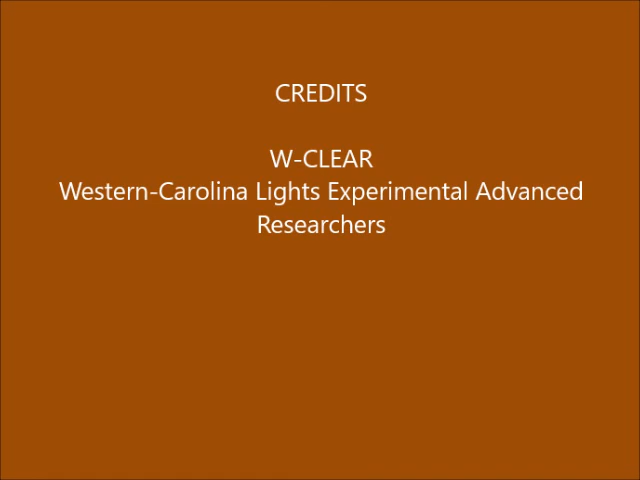 CREDITS
W-CLEAR
Western-Carolina Lights Experimental Advanced
Researchers